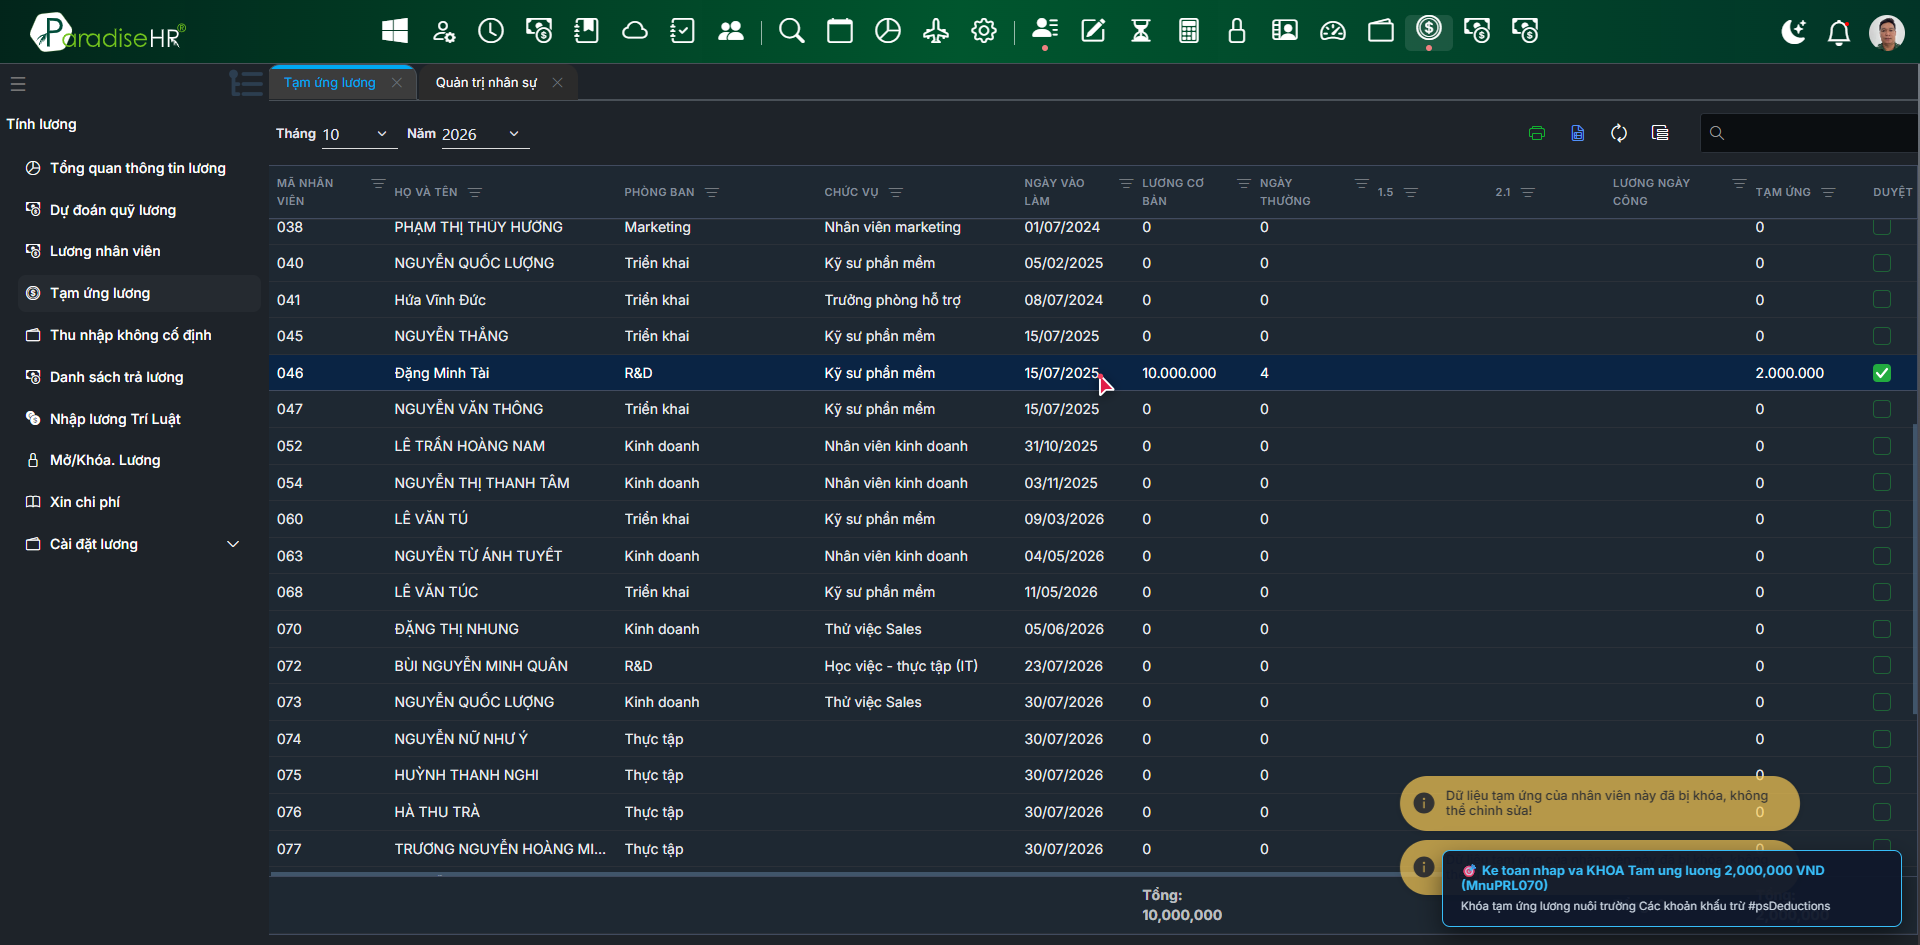 ParadiseHR®
Tạm ứng lương
Quản trị nhân sự
Tính lương
Tổng quan thông tin lương
Dự đoán quỹ lương
Lương nhân viên
Tạm ứng lương
Thu nhập không cố định
Danh sách trả lương
Nhập lương Trí Luật
Mở/Khóa. Lương
Xin chi phí
Cài đặt lương
Tháng 10 Năm 2026
MÃ NHÂN VIÊN HỌ VÀ TÊN PHÒNG BAN CHỨC VỤ NGÀY VÀO LÀM LƯƠNG CƠ BẢN NGÀY THƯỜNG 1.5 2.1 LƯƠNG NGÀY CÔNG TẠM ỨNG DUYỆT
038 PHẠM THỊ THÚY HƯỜNG Marketing Nhân viên marketing 01/07/2024 0 0 0
040 NGUYỄN QUỐC LƯỢNG Triển khai Kỹ sư phần mềm 05/02/2025 0 0 0
041 Hứa Vĩnh Đức Triển khai Trưởng phòng hỗ trợ 08/07/2024 0 0 0
045 NGUYỄN THẮNG Triển khai Kỹ sư phần mềm 15/07/2025 0 0 0
046 Đặng Minh Tài R&D Kỹ sư phần mềm 15/07/2025 10.000.000 4 2.000.000
047 NGUYỄN VĂN THÔNG Triển khai Kỹ sư phần mềm 15/07/2025 0 0 0
052 LÊ TRẦN HOÀNG NAM Kinh doanh Nhân viên kinh doanh 31/10/2025 0 0 0
054 NGUYỄN THỊ THANH TÂM Kinh doanh Nhân viên kinh doanh 03/11/2025 0 0 0
060 LÊ VĂN TÚ Triển khai Kỹ sư phần mềm 09/03/2026 0 0 0
063 NGUYỄN TỪ ÁNH TUYẾT Kinh doanh Nhân viên kinh doanh 04/05/2026 0 0 0
068 LÊ VĂN TÚC Triển khai Kỹ sư phần mềm 11/05/2026 0 0 0
070 ĐẶNG THỊ NHUNG Kinh doanh Thử việc Sales 05/06/2026 0 0 0
072 BÙI NGUYỄN MINH QUÂN R&D Học việc - thực tập (IT) 23/07/2026 0 0 0
073 NGUYỄN QUỐC LƯỢNG Kinh doanh Thử việc Sales 30/07/2026 0 0 0
074 NGUYỄN NỮ NHƯ Ý Thực tập 30/07/2026 0 0 0
075 HUỲNH THANH NGHI Thực tập 30/07/2026 0 0 0
076 HÀ THU TRÀ Thực tập 30/07/2026 0 0 0
077 TRƯƠNG NGUYỄN HOÀNG MI... Thực tập 30/07/2026 0 0 0
Tổng:
10,000,000
Dữ liệu tạm ứng của nhân viên này đã bị khóa, không
thể chỉnh sửa!
Ke toan nhap va KHOA Tam ung luong 2,000,000 VND
(MnuPRL070)
Khóa tạm ứng lương nuôi trường Các khoản khấu trừ #psDeductions